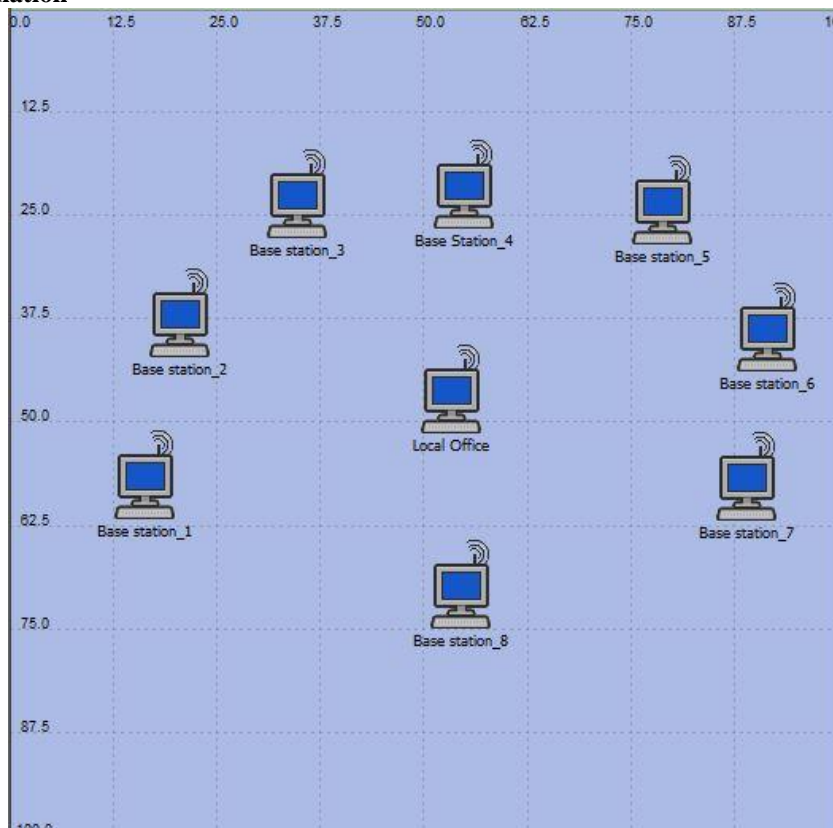 0.0 12.5 25.0 37.5 50.0 62.5 75.0 87.5
12.5
25.0
Base station_3
Base Station_4
Base station_5
37.5
Base station_2
Base station_6
50.0
Local Office
62.5
Base station_1
Base station_7
75.0
Base station_8
87.5